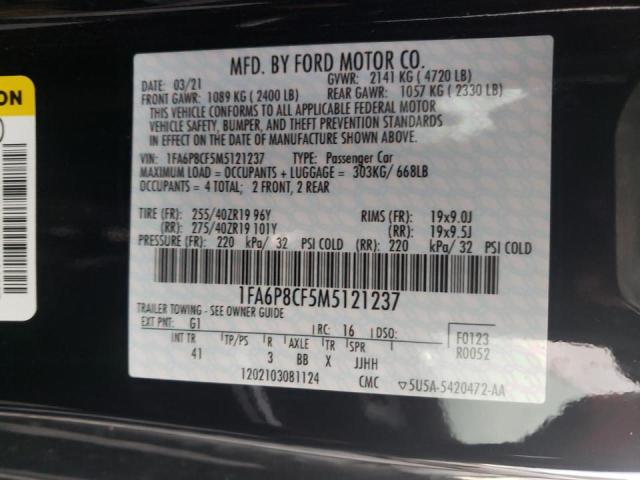 MFD. BY FORD MOTOR CO.
DATE: 03/21 GVWR: 2141 KG ( 4720 LB)
FRONT GAWR: 1089 KG ( 2400 LB) REAR GAWR: 1057 KG ( 2330 LB)
THIS VEHICLE CONFORMS TO ALL APPLICABLE FEDERAL MOTOR
VEHICLE SAFETY, BUMPER, AND THEFT PREVENTION STANDARDS
IN EFFECT ON THE DATE OF MANUFACTURE SHOWN ABOVE.
VIN: 1FA6P8CF5M5121237 TYPE: Passenger Car
MAXIMUM LOAD = OCCUPANTS + LUGGAGE = 303KG/ 668LB
OCCUPANTS = 4 TOTAL; 2 FRONT, 2 REAR
TIRE (FR): 255/40ZR19 96Y RIMS (FR): 19x9.0J
(RR): 275/40ZR19 101Y (RR): 19x9.5J
PRESSURE (FR): 220 kPa/ 32 PSI COLD (RR): 220 kPa/ 32 PSI COLD
1FA6P8CF5M5121237
TRAILER TOWING - SEE OWNER GUIDE
EXT PNT: G1 RC: 16 DSO: F0123
INT TR TP/PS R AXLE TR SPR R0052
41 3 BB X JJHH
1202103081124 CMC ▽5U5A-5420472-AA
ON